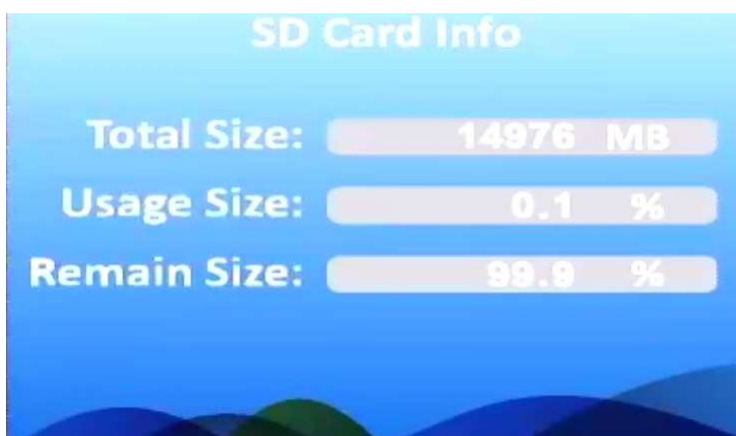 SD Card Info
Total Size: 14976 MB
Usage Size: 0.1 %
Remain Size: 99.9 %